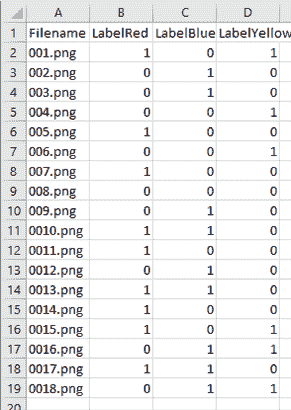 A B C D
1 Filename LabelRed LabelBlue LabelYellow
2 001.png 1 0 1
3 002.png 0 1 0
4 003.png 0 1 0
5 004.png 0 0 1
6 005.png 1 0 0
7 006.png 0 0 1
8 007.png 1 0 0
9 008.png 0 0 0
10 009.png 0 1 0
11 0010.png 1 1 0
12 0011.png 1 0 0
13 0012.png 0 1 0
14 0013.png 1 1 0
15 0014.png 1 0 0
16 0015.png 1 0 1
17 0016.png 0 1 1
18 0017.png 1 1 0
19 0018.png 0 1 1
20